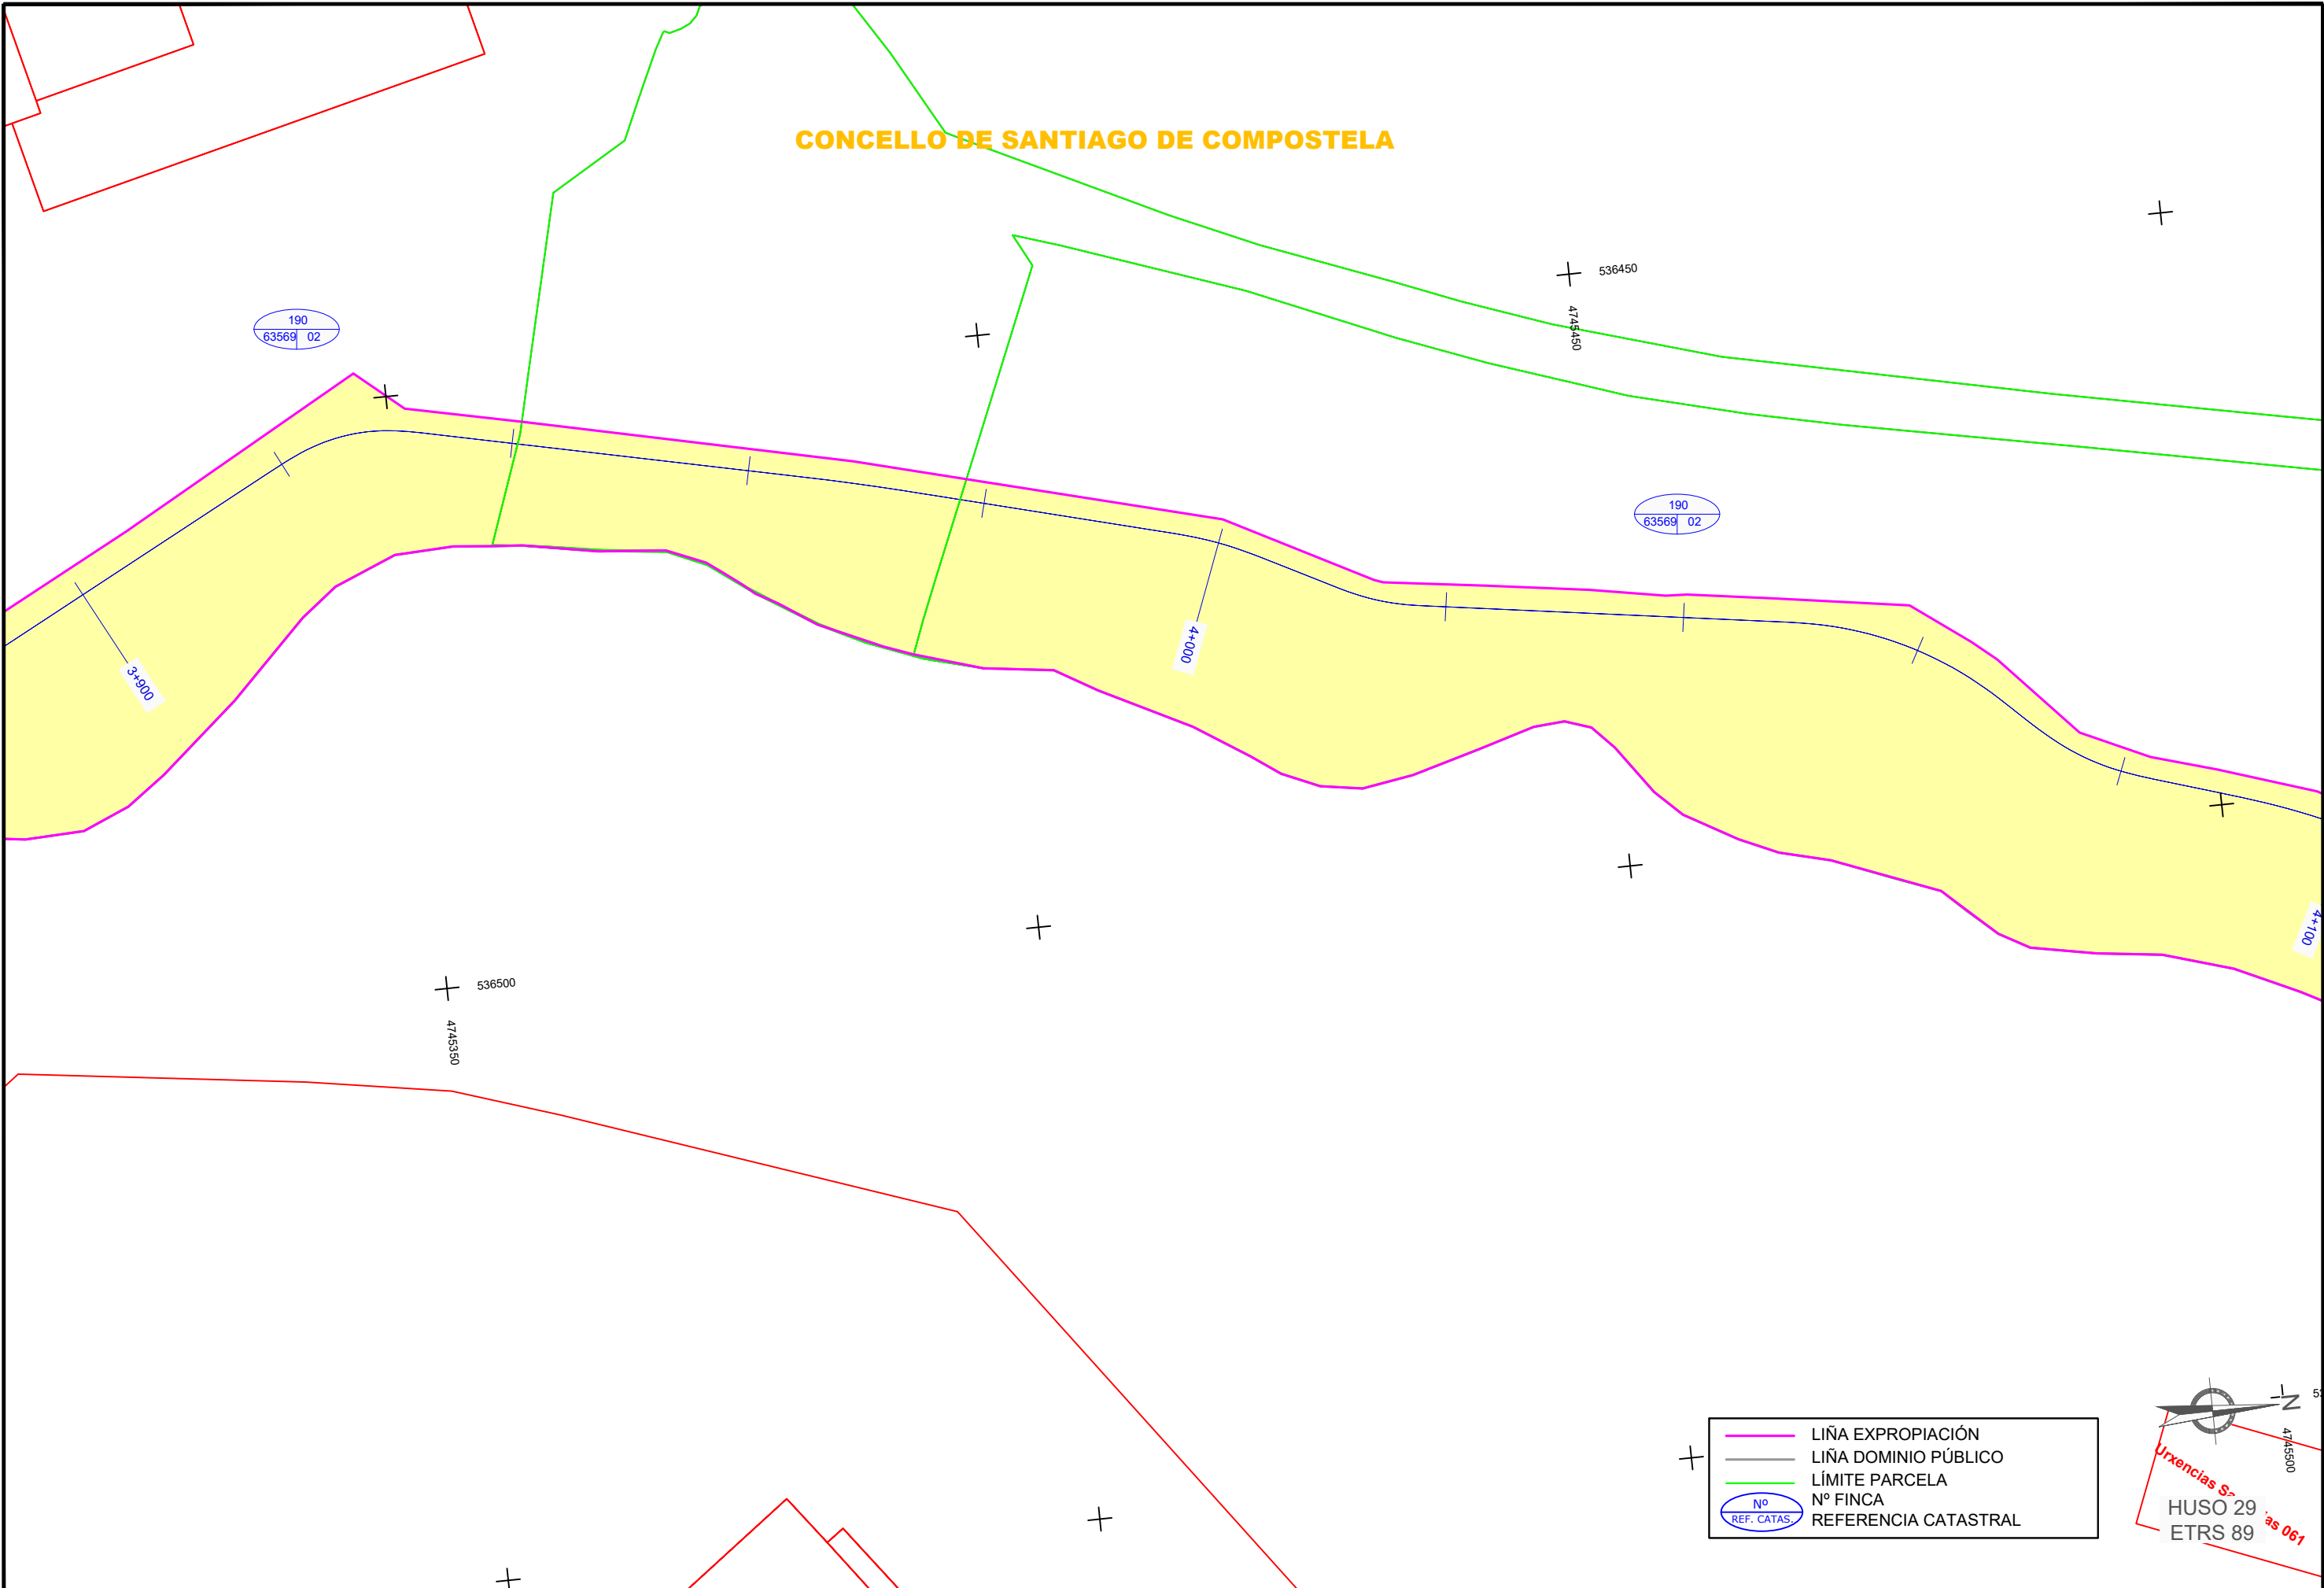 CONCELLO DE SANTIAGO DE COMPOSTELA
536450
4745450
190
63569 02
190
63569 02
3+900
4+000
4+100
536500
4745350
LIÑA EXPROPIACIÓN
LIÑA DOMINIO PÚBLICO
LÍMITE PARCELA
Nº
REF. CATAS.
Nº FINCA
REFERENCIA CATASTRAL
N
4745500
Urxencias 061
HUSO 29
ETRS 89